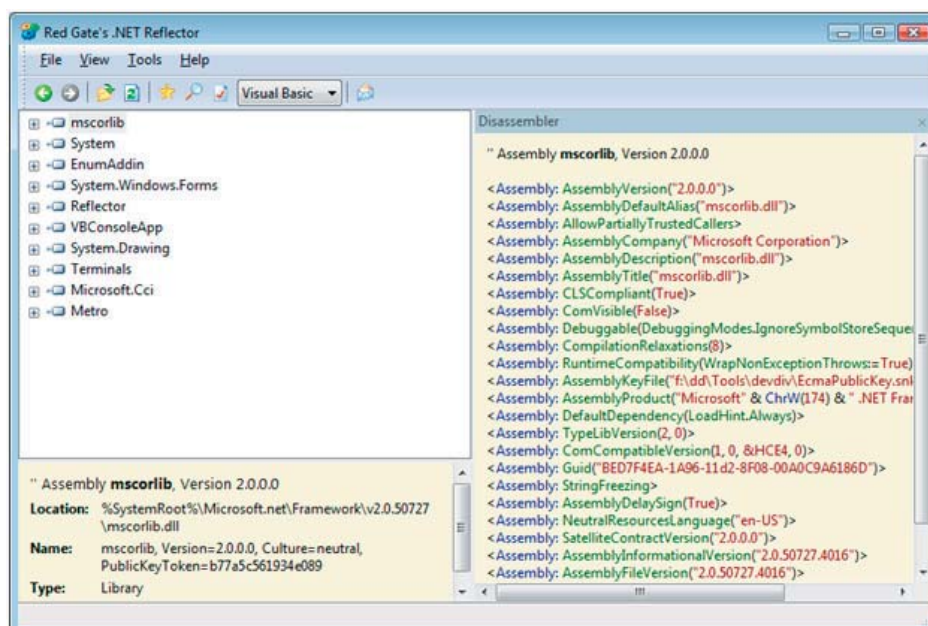 Red Gate's .NET Reflector
File View Tools Help
Visual Basic
mscorlib
System
EnumAddin
System.Windows.Forms
Reflector
VBConsoleApp
System.Drawing
Terminals
Microsoft.Cci
Metro
'' Assembly mscorlib, Version 2.0.0.0
Location: %SystemRoot%\Microsoft.net\Framework\v2.0.50727
\mscorlib.dll
Name: mscorlib, Version=2.0.0.0, Culture=neutral,
PublicKeyToken=b77a5c561934e089
Type: Library
Disassembler
'' Assembly mscorlib, Version 2.0.0.0
<Assembly: AssemblyVersion("2.0.0.0")>
<Assembly: AssemblyDefaultAlias("mscorlib.dll")>
<Assembly: AllowPartiallyTrustedCallers>
<Assembly: AssemblyCompany("Microsoft Corporation")>
<Assembly: AssemblyDescription("mscorlib.dll")>
<Assembly: AssemblyTitle("mscorlib.dll")>
<Assembly: CLSCompliant(True)>
<Assembly: ComVisible(False)>
<Assembly: Debuggable(DebuggingModes.IgnoreSymbolStoreSequen
<Assembly: CompilationRelaxations(8)>
<Assembly: RuntimeCompatibility(WrapNonExceptionThrows:=True)
<Assembly: AssemblyKeyFile("f:\dd\Tools\devdiv\EcmaPublicKey.snk
<Assembly: AssemblyProduct("Microsoft" & ChrW(174) & " .NET Fran
<Assembly: DefaultDependency(LoadHint.Always)>
<Assembly: TypeLibVersion(2, 0)>
<Assembly: ComCompatibleVersion(1, 0, &HCE4, 0)>
<Assembly: Guid("BED7F4EA-1A96-11d2-8F08-00A0C9A6186D")>
<Assembly: StringFreezing>
<Assembly: AssemblyDelaySign(True)>
<Assembly: NeutralResourcesLanguage("en-US")>
<Assembly: SatelliteContractVersion("2.0.0.0")>
<Assembly: AssemblyInformationalVersion("2.0.50727.4016")>
<Assembly: AssemblyFileVersion("2.0.50727.4016")>